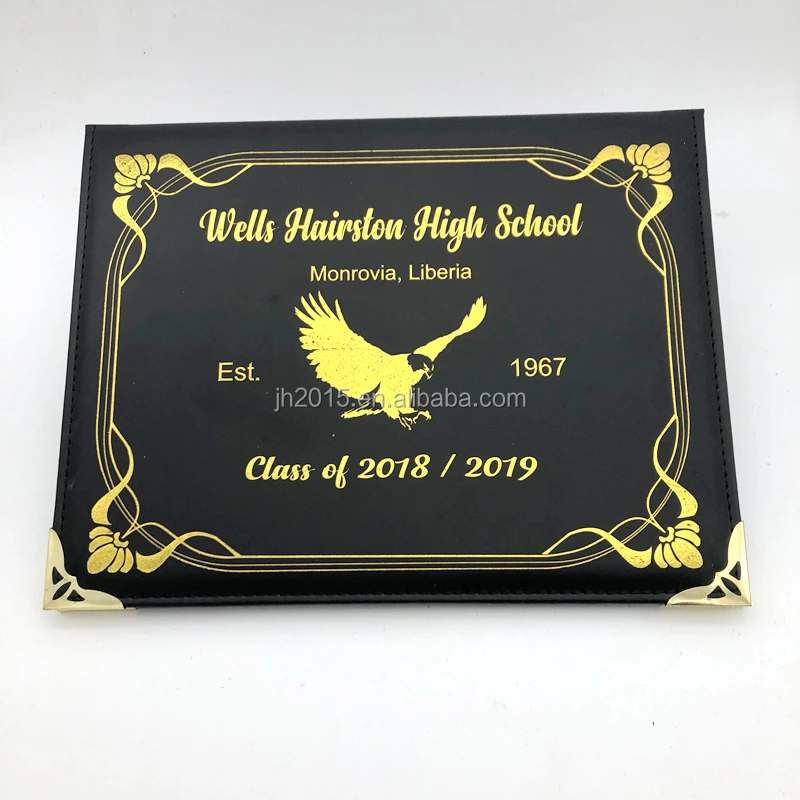 Wells Hairston High School
Monrovia, Liberia
Est. 1967
jh2015.en.alibaba.com
Class of 2018 / 2019